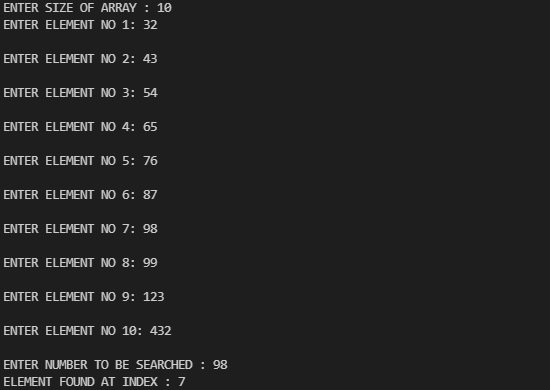 ENTER SIZE OF ARRAY : 10
ENTER ELEMENT NO 1: 32
ENTER ELEMENT NO 2: 43
ENTER ELEMENT NO 3: 54
ENTER ELEMENT NO 4: 65
ENTER ELEMENT NO 5: 76
ENTER ELEMENT NO 6: 87
ENTER ELEMENT NO 7: 98
ENTER ELEMENT NO 8: 99
ENTER ELEMENT NO 9: 123
ENTER ELEMENT NO 10: 432
ENTER NUMBER TO BE SEARCHED : 98
ELEMENT FOUND AT INDEX : 7